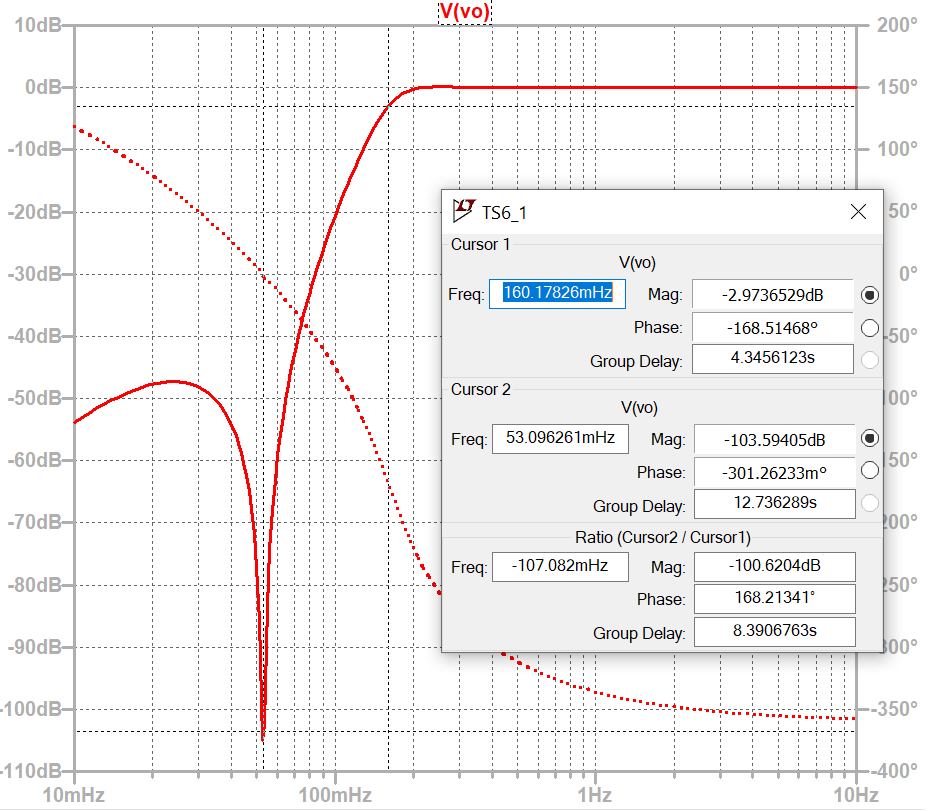 V(vo)
10dB 200°
0dB 150°
-10dB 100°
-20dB 50°
-30dB 0°
-40dB -50°
-50dB 100°
-60dB 150°
-70dB 200°
-80dB 250°
-90dB 300°
-100dB -350°
-110dB -400°
10mHz 100mHz 1Hz 10Hz
TS6_1
Cursor 1
V(vo)
Freq: 160.17826mHz Mag: -2.9736529dB
Phase: -168.51468°
Group Delay: 4.3456123s
Cursor 2
V(vo)
Freq: 53.096261mHz Mag: -103.59405dB
Phase: -301.26233m°
Group Delay: 12.736289s
Ratio (Cursor2 / Cursor1)
Freq: -107.082mHz Mag: -100.6204dB
Phase: 168.21341°
Group Delay: 8.3906763s